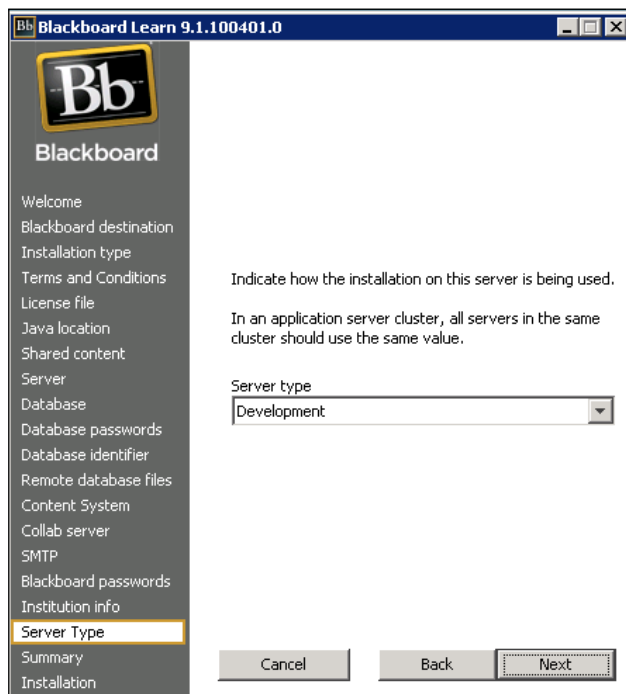 Bb Blackboard Learn 9.1.100401.0
Bb
Blackboard
Welcome
Blackboard destination
Installation type
Terms and Conditions
License file
Java location
Shared content
Server
Database
Database passwords
Database identifier
Remote database files
Content System
Collab server
SMTP
Blackboard passwords
Institution info
Server Type
Summary
Installation
Indicate how the installation on this server is being used.
In an application server cluster, all servers in the same
cluster should use the same value.
Server type
Development
Cancel
Back
Next